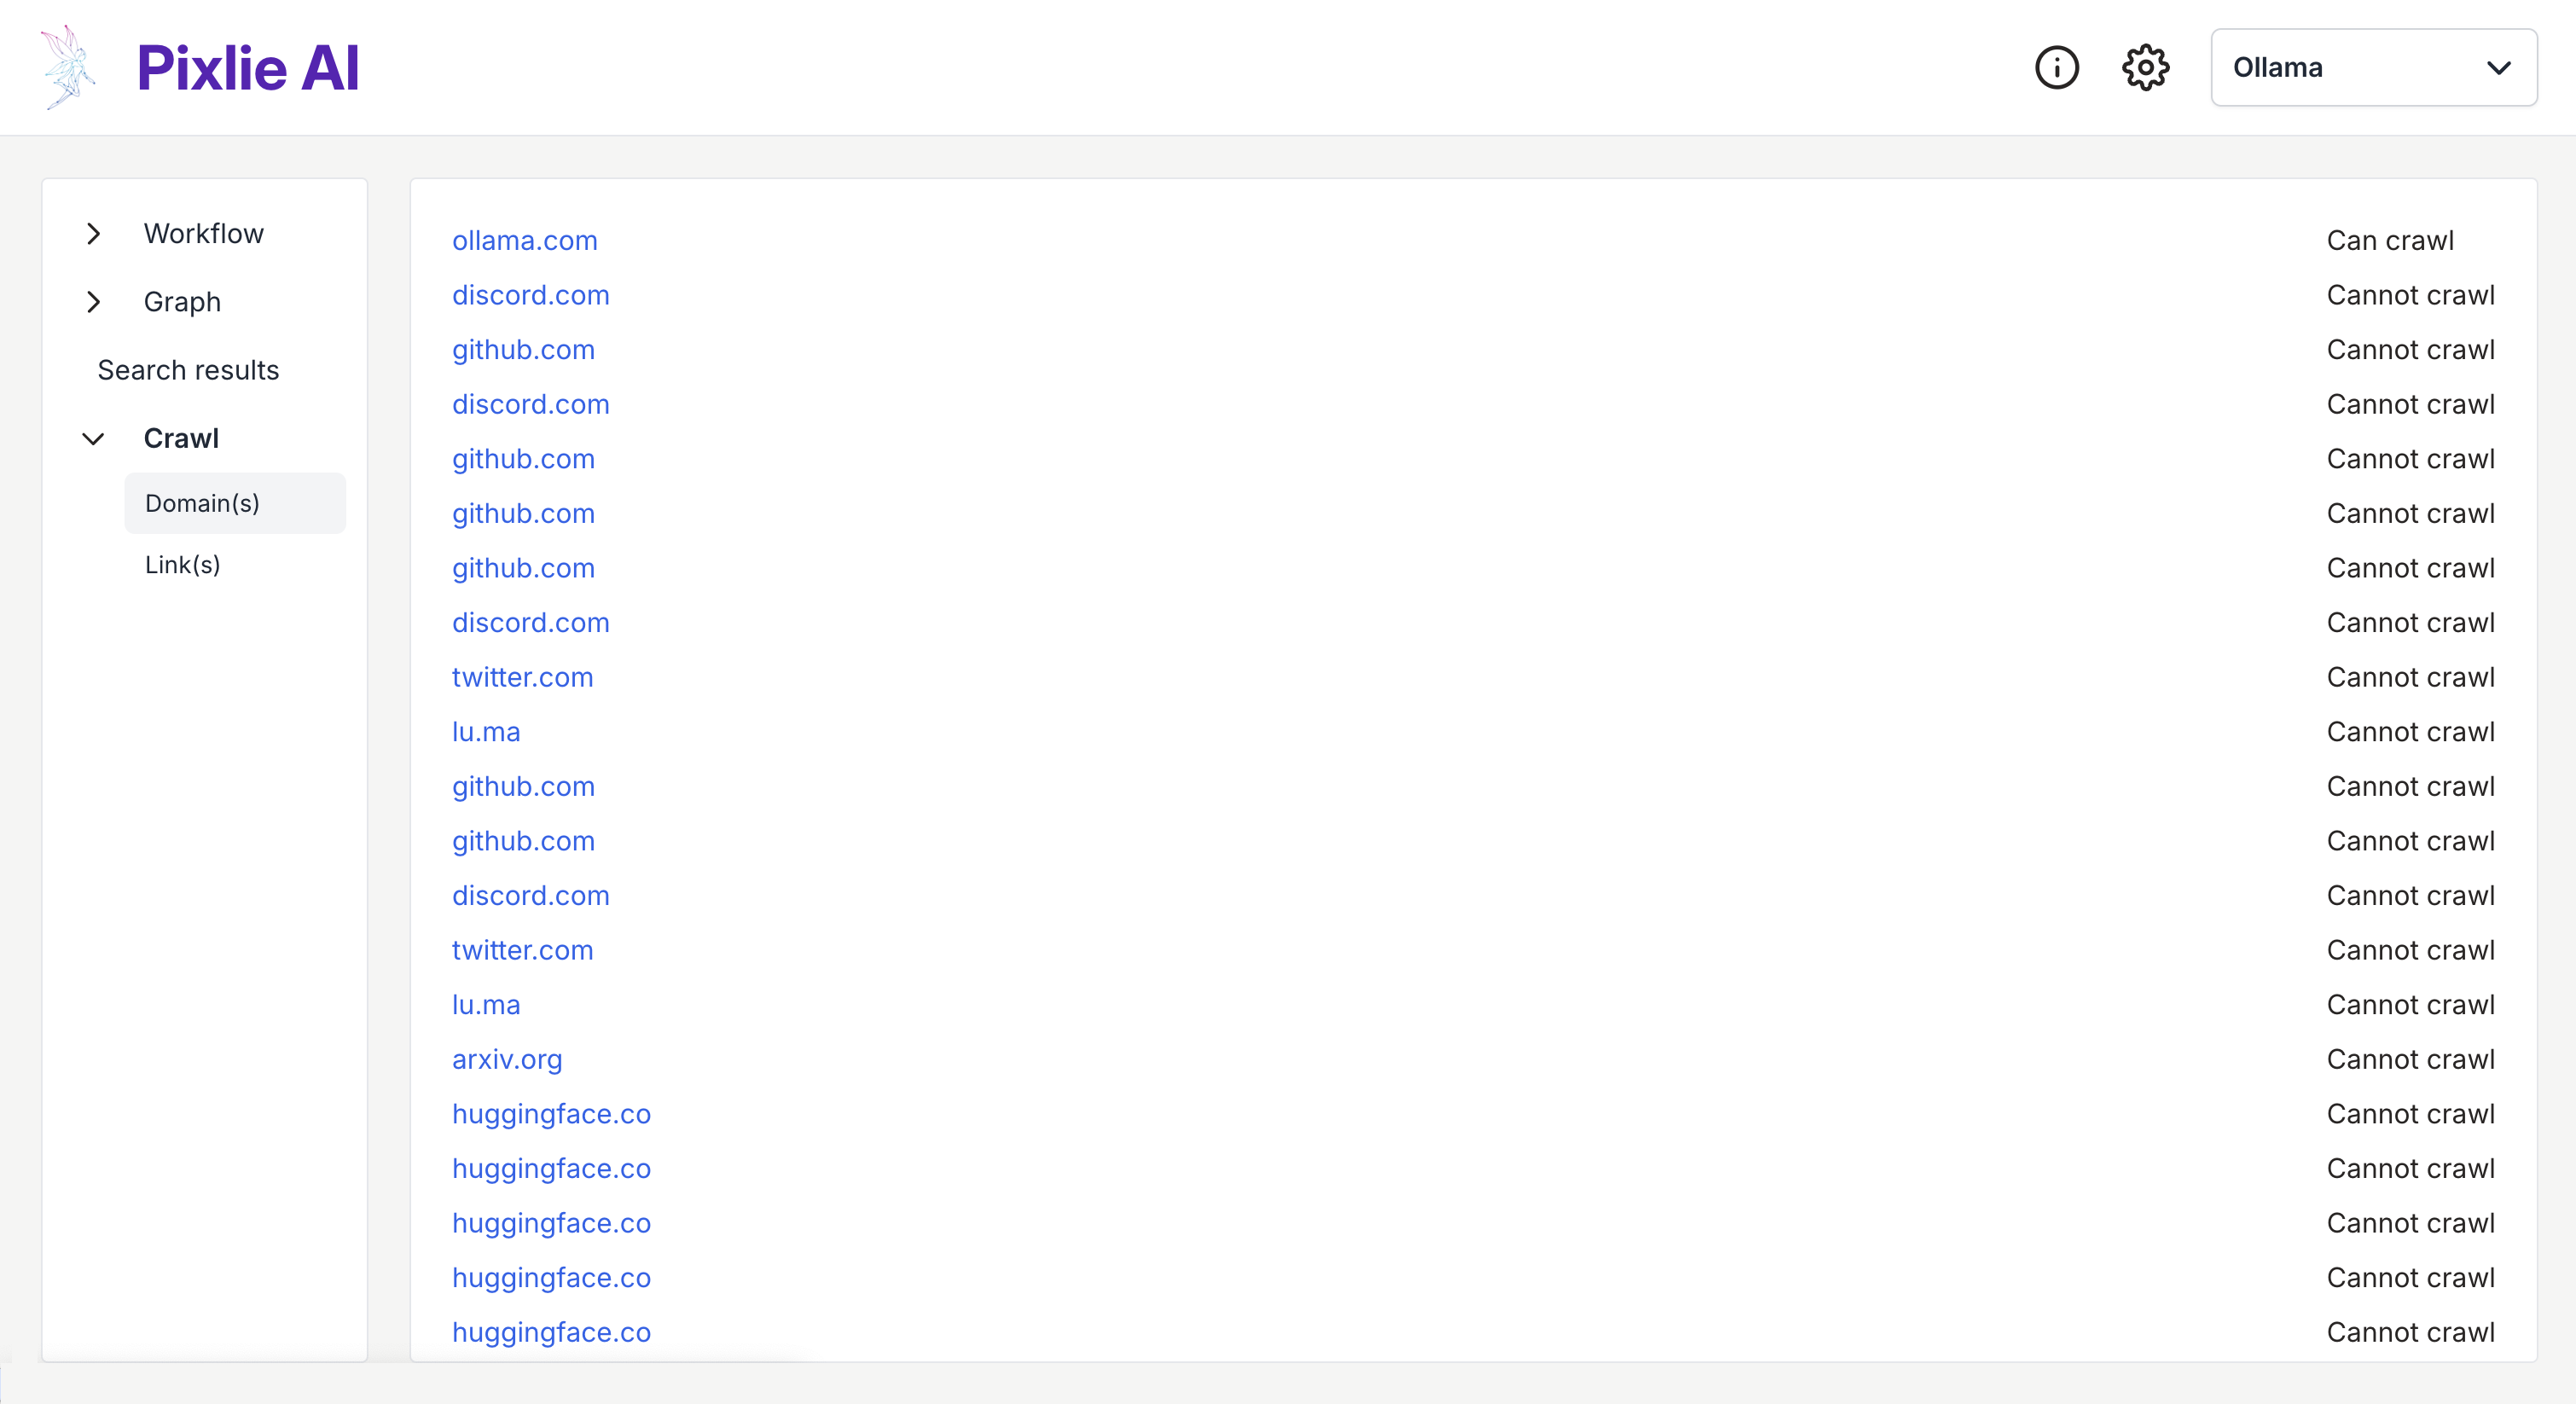 Pixlie AI
Ollama
Workflow
Graph
Search results
Crawl
Domain(s)
Link(s)
ollama.com Can crawl
discord.com Cannot crawl
github.com Cannot crawl
discord.com Cannot crawl
github.com Cannot crawl
github.com Cannot crawl
github.com Cannot crawl
discord.com Cannot crawl
twitter.com Cannot crawl
lu.ma Cannot crawl
github.com Cannot crawl
github.com Cannot crawl
discord.com Cannot crawl
twitter.com Cannot crawl
lu.ma Cannot crawl
arxiv.org Cannot crawl
huggingface.co Cannot crawl
huggingface.co Cannot crawl
huggingface.co Cannot crawl
huggingface.co Cannot crawl
huggingface.co Cannot crawl